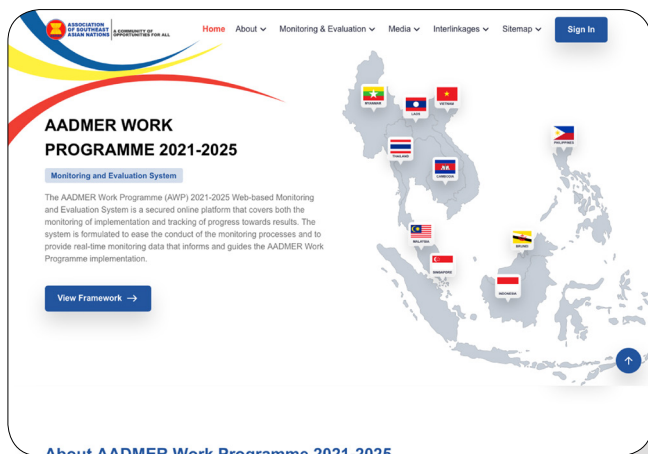 ASSOCIATION
OF SOUTHEAST
ASIAN NATIONS
A COMMUNITY OF
OPPORTUNITIES FOR ALL
Home About Monitoring & Evaluation Media Interlinkages Sitemap Sign In
AADMER WORK
PROGRAMME 2021-2025
Monitoring and Evaluation System
The AADMER Work Programme (AWP) 2021-2025 Web-based Monitoring
and Evaluation System is a secured online platform that covers both the
monitoring of implementation and tracking of progress towards results. The
system is formulated to ease the conduct of the monitoring processes and to
provide real-time monitoring data that informs and guides the AADMER Work
Programme implementation.
View Framework →
MYANMAR
LAOS
VIETNAM
THAILAND
CAMBODIA
PHILIPPINES
MALAYSIA
SINGAPORE
BRUNEI
INDONESIA
About AADMER Work Programme 2021-2025